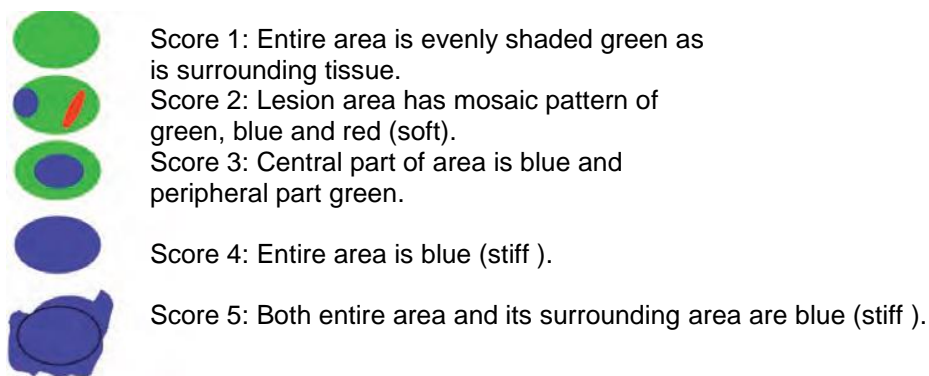 Score 1: Entire area is evenly shaded green as
is surrounding tissue.
Score 2: Lesion area has mosaic pattern of
green, blue and red (soft).
Score 3: Central part of area is blue and
peripheral part green.
Score 4: Entire area is blue (stiff ).
Score 5: Both entire area and its surrounding area are blue (stiff ).